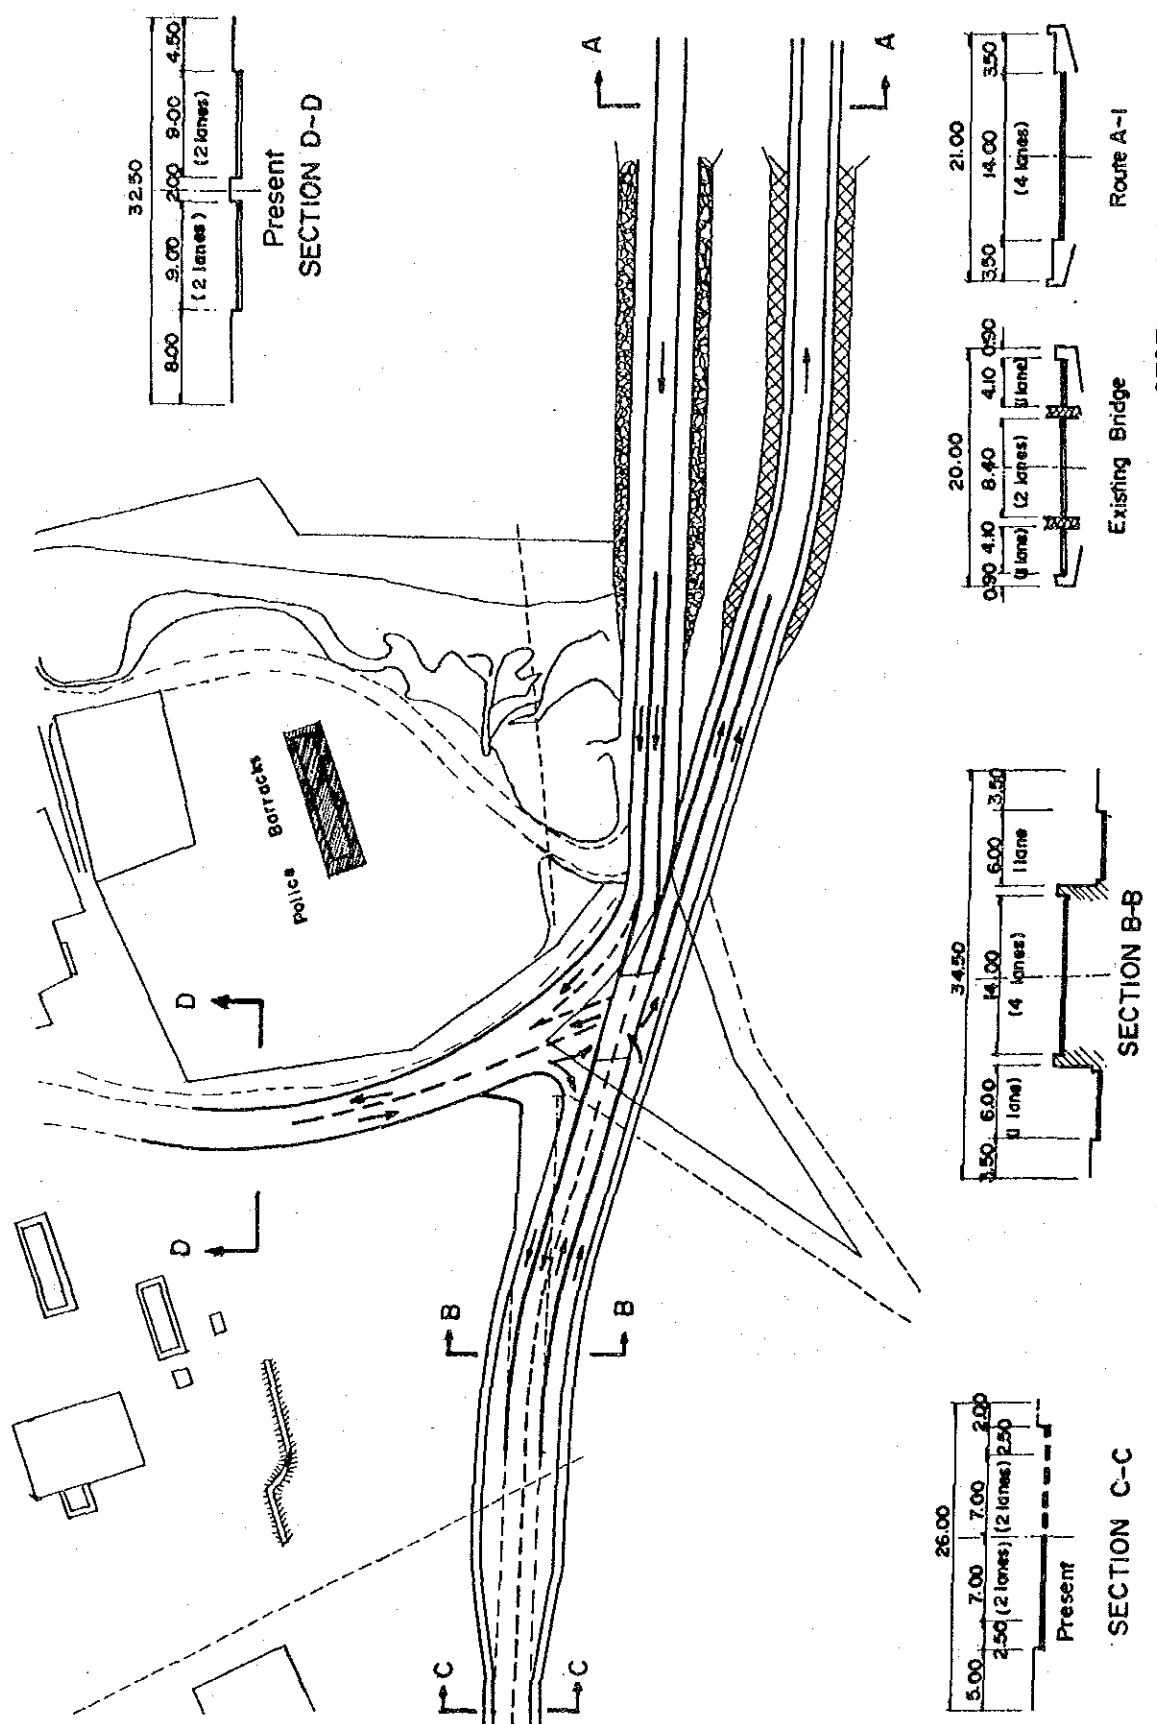 32.50
8.00 9.00 2.00 9.00 4.50
(2 lanes) (2 lanes)
Present
SECTION D-D
A
A
Police Barracks
D
D
B
B
C
C
21.00
3.50 14.00 3.50
(4 lanes)
Route A-1
20.00
0.90 4.10 8.40 4.10 0.90
(1 lane) (2 lanes) (1 lane)
Existing Bridge
34.50
3.50 6.00 14.00 6.00 3.50
(1 lane) (4 lanes) 1 lane
SECTION B-B
26.00
5.00 2.50 7.00 7.00 2.50 2.00
(2 lanes) (2 lanes)
Present
SECTION C-C